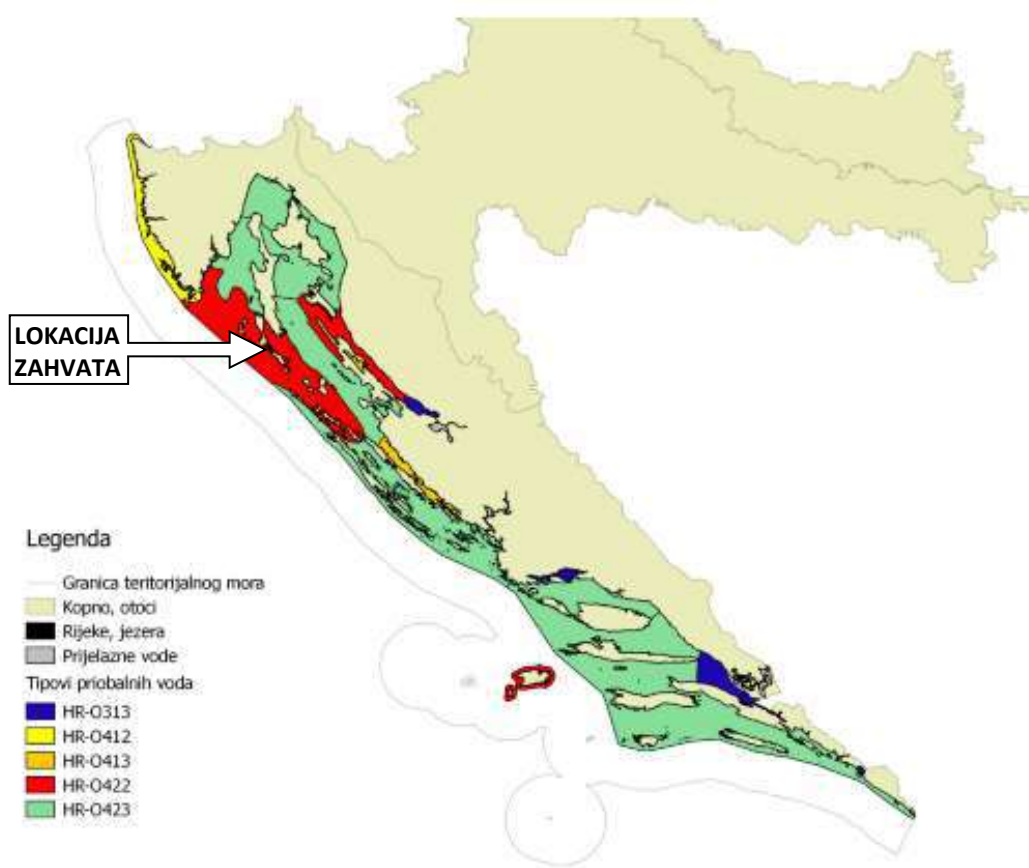 LOKACIJA
ZAHVATA
Legenda
Granica teritorijalnog mora
Kopno, otoci
Rijeke, jezera
Prijelazne vode
Tipovi priobalnih voda
HR-O313
HR-O412
HR-O413
HR-O422
HR-O423